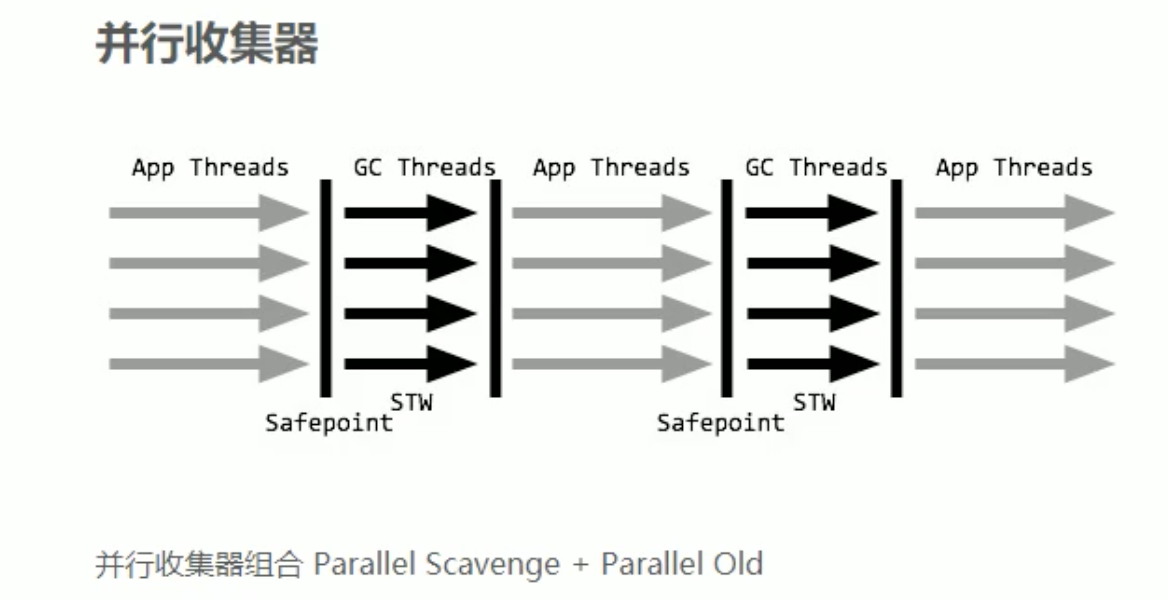 并行收集器
App Threads GC Threads App Threads GC Threads App Threads
STW STW
Safepoint Safepoint
并行收集器组合 Parallel Scavenge + Parallel Old